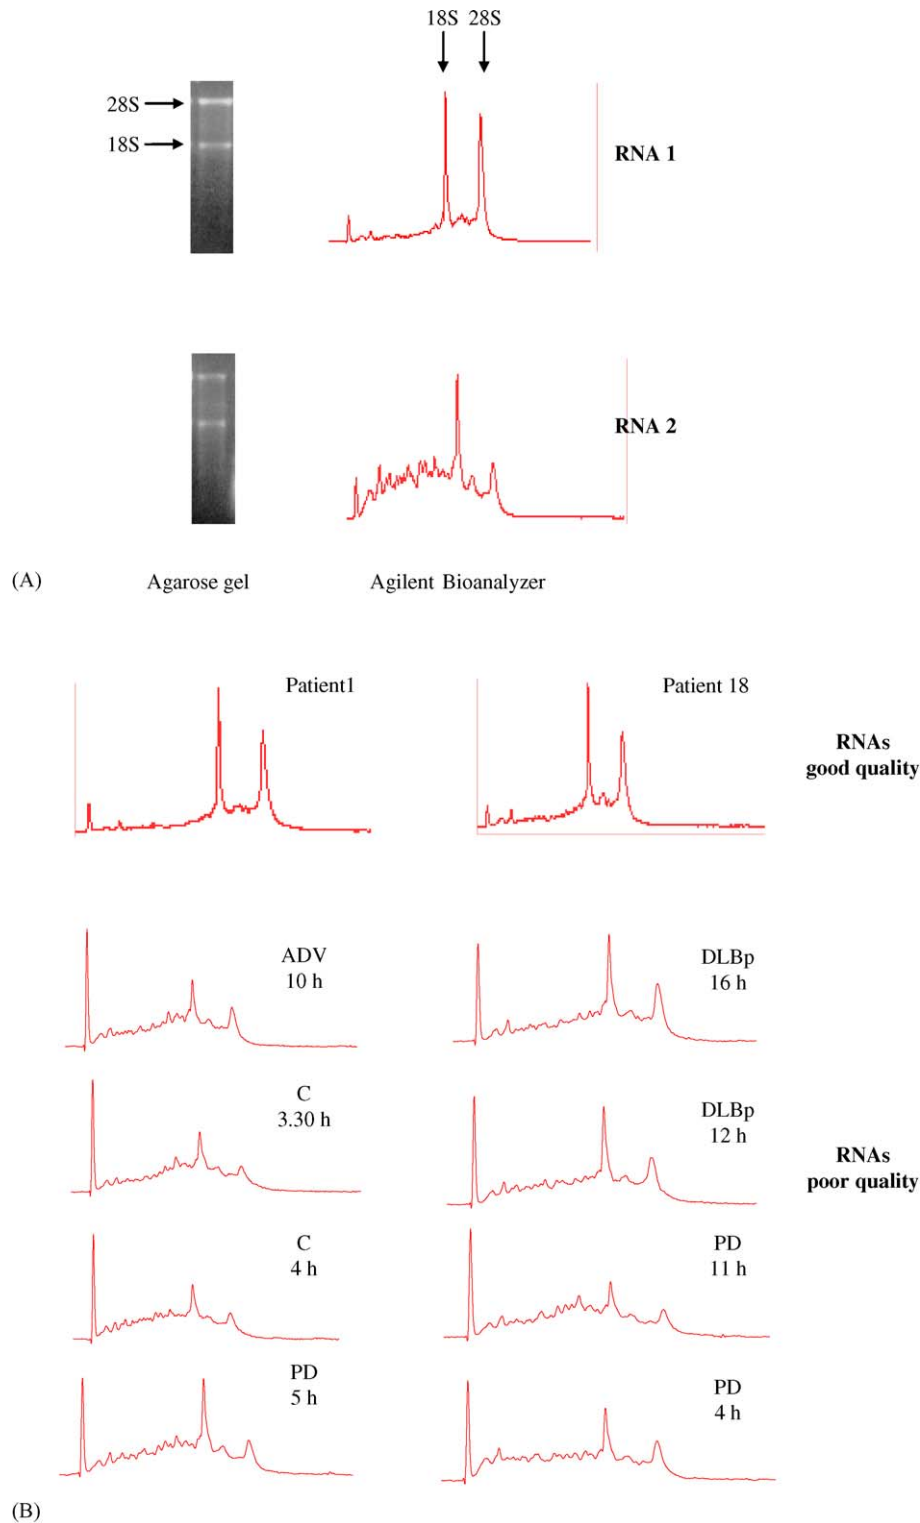 18S 28S
28S
18S
RNA 1
RNA 2
(A) Agarose gel Agilent Bioanalyzer
Patient1
Patient 18
RNAs
good quality
ADV
10 h
DLBp
16 h
C
3.30 h
DLBp
12 h
RNAs
poor quality
C
4 h
PD
11 h
PD
5 h
PD
4 h
(B)